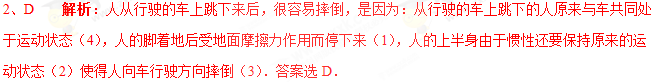 2、D 解析：人从行驶的车上跳下来后，很容易摔倒，是因为：从行驶的车上跳下的人原来与车共同处
于运动状态（4），人的脚着地后受地面摩擦力作用而停下来（1），人的上半身由于惯性还要保持原来的运
动状态（2）使得人向车行驶方向摔倒（3）．答案选 D．